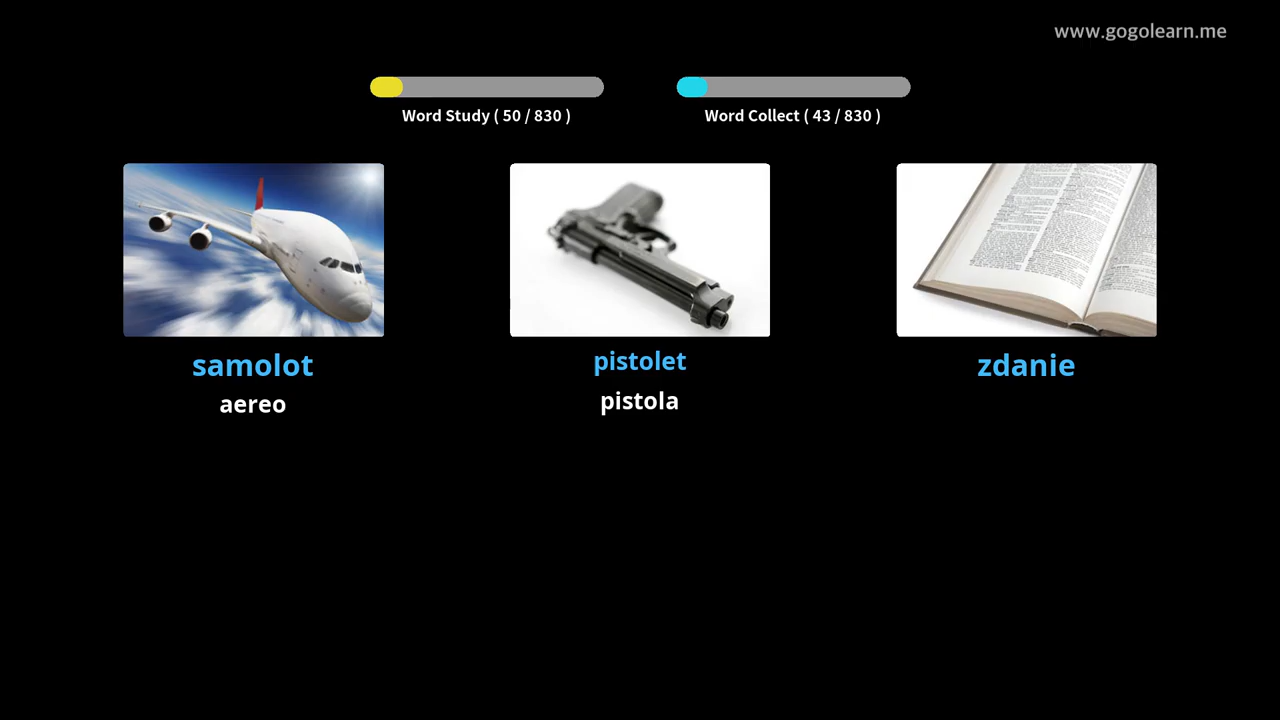 www.gogolearn.me
Word Study ( 50 / 830 )
Word Collect ( 43 / 830 )
samolot
aereo
pistolet
pistola
zdanie